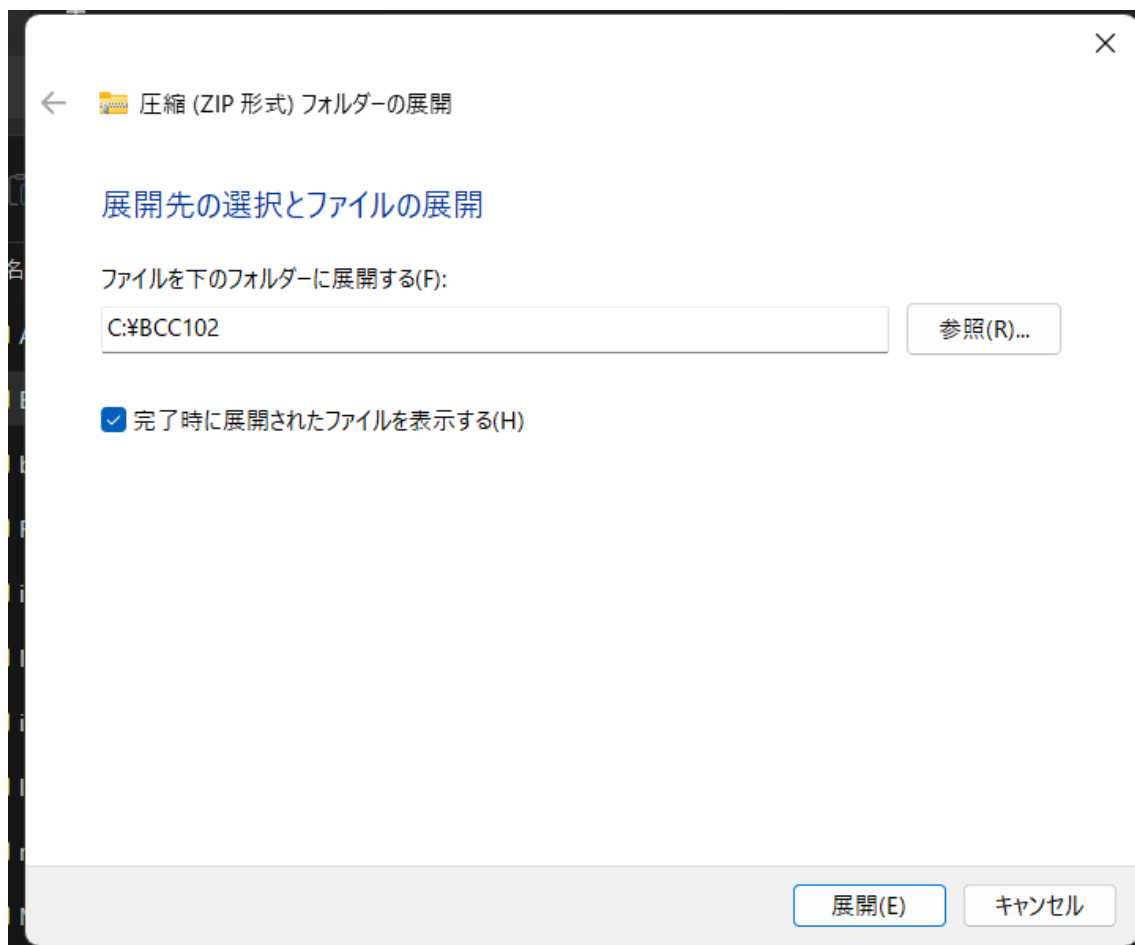 圧縮 (ZIP 形式) フォルダーの展開
展開先の選択とファイルの展開
ファイルを下のフォルダーに展開する(F):
C:¥BCC102
参照(R)...
完了時に展開されたファイルを表示する(H)
展開(E)
キャンセル